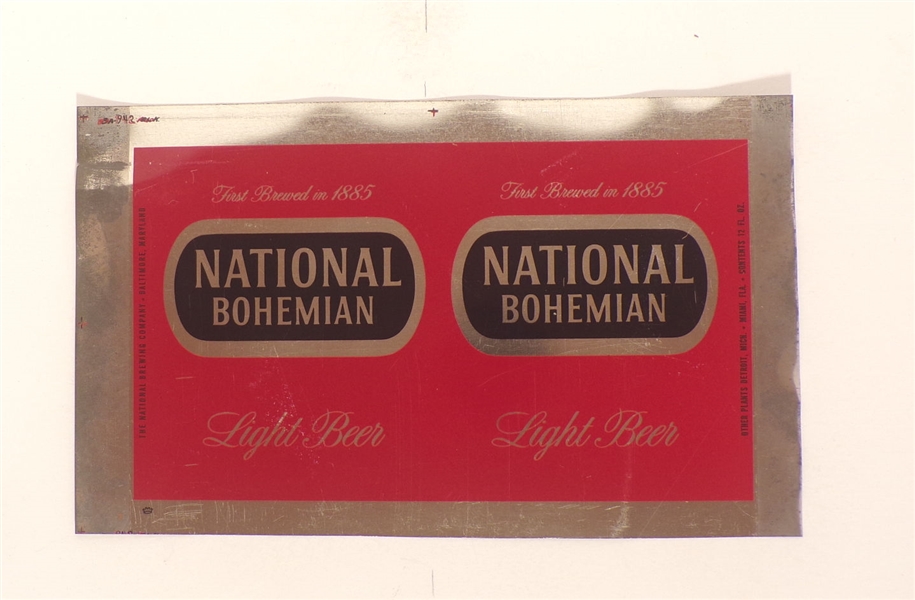 942
First Brewed in 1885
NATIONAL
BOHEMIAN
Light Beer
First Brewed in 1885
NATIONAL
BOHEMIAN
Light Beer
THE NATIONAL BREWING COMPANY • BALTIMORE, MARYLAND
OTHER PLANTS DETROIT, MICH. • MIAMI, FLA. • CONTENTS 12 FL. OZ.